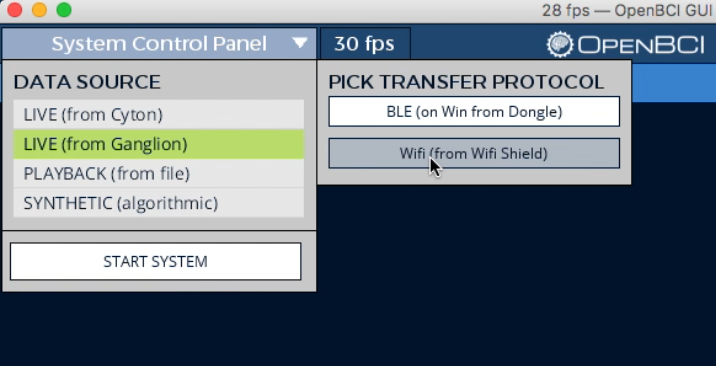 28 fps — OpenBCI GUI
System Control Panel
30 fps
OPENBCI
DATA SOURCE
LIVE (from Cyton)
LIVE (from Ganglion)
PLAYBACK (from file)
SYNTHETIC (algorithmic)
START SYSTEM
PICK TRANSFER PROTOCOL
BLE (on Win from Dongle)
Wifi (from Wifi Shield)